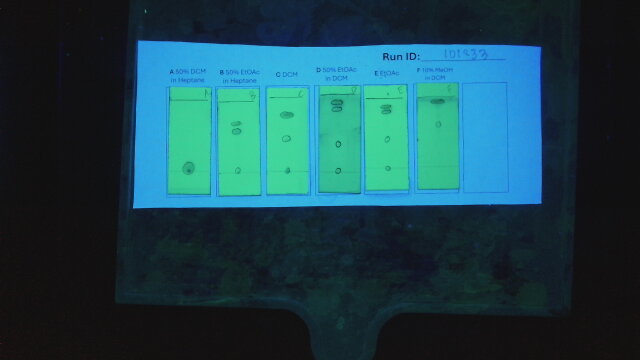 Run ID: 101833
A 50% DCM
in Heptane
B 50% EtOAc
in Heptane
C DCM
D 50% EtOAc
in DCM
E EtOAc
F 10% MeOH
in DCM
A
B
C
D
E
F